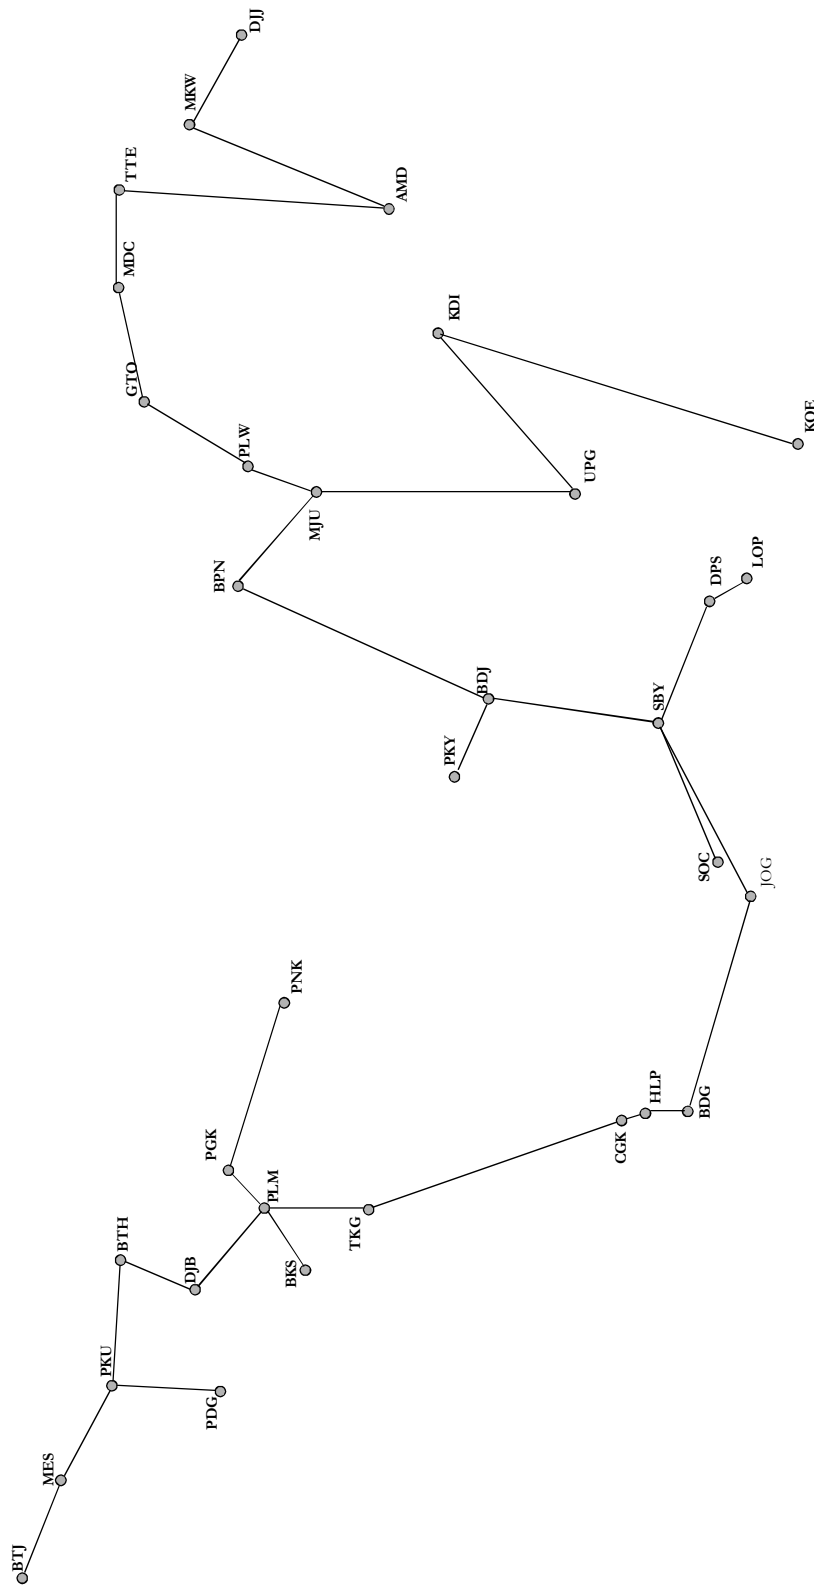 DJJ
MKW
TTE
AMD
MDC
KDI
GTO
KOE
PLW
UPG
MJU
BPN
LOP
DPS
BDJ
SBY
PKY
SOC
JOG
PNK
HLP
BDG
CGK
PGK
PLM
TKG
BTH
DJB
BKS
PKU
PDG
MES
BTJ